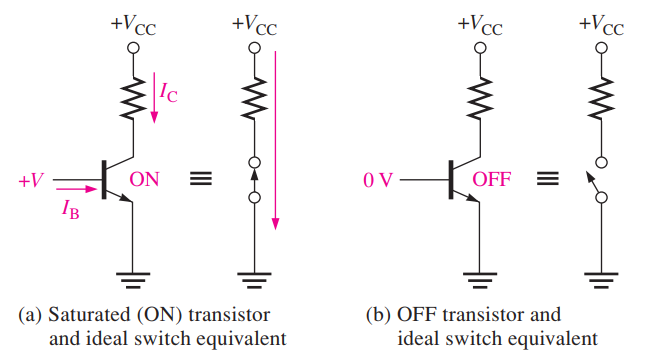 +VCC +VCC +VCC +VCC
IC
+V ON ≡ 0 V OFF ≡
IB
(a) Saturated (ON) transistor
and ideal switch equivalent
(b) OFF transistor and
ideal switch equivalent